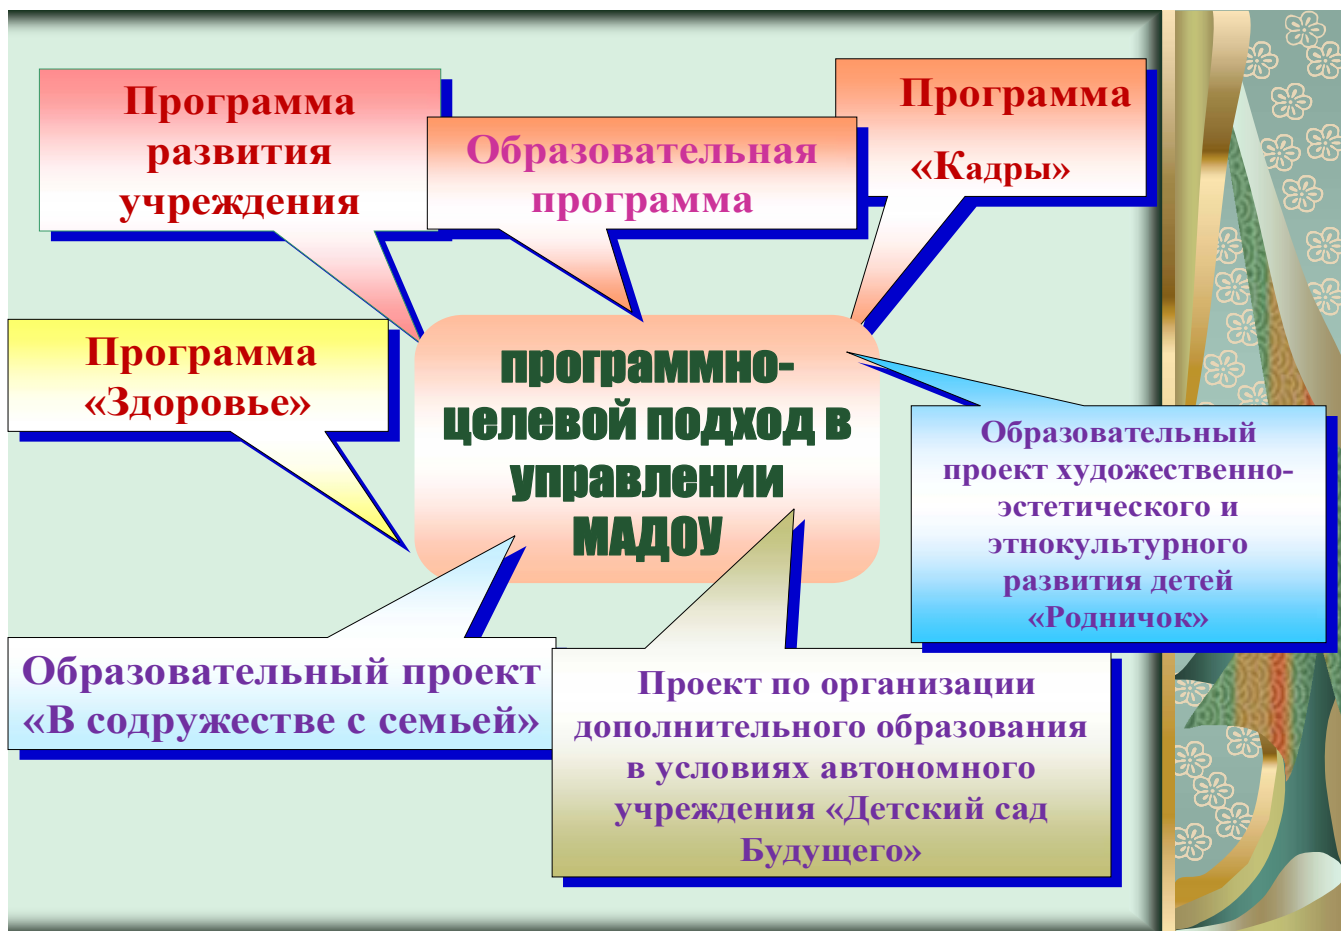 Программа
развития
учреждения
Образовательная
программа
Программа
«Кадры»
Программа
«Здоровье»
программно-
целевой подход в
управлении
МАДОУ
Образовательный
проект художественно-
эстетического и
этнокультурного
развития детей
«Родничок»
Образовательный проект
«В содружестве с семьей»
Проект по организации
дополнительного образования
в условиях автономного
учреждения «Детский сад
Будущего»